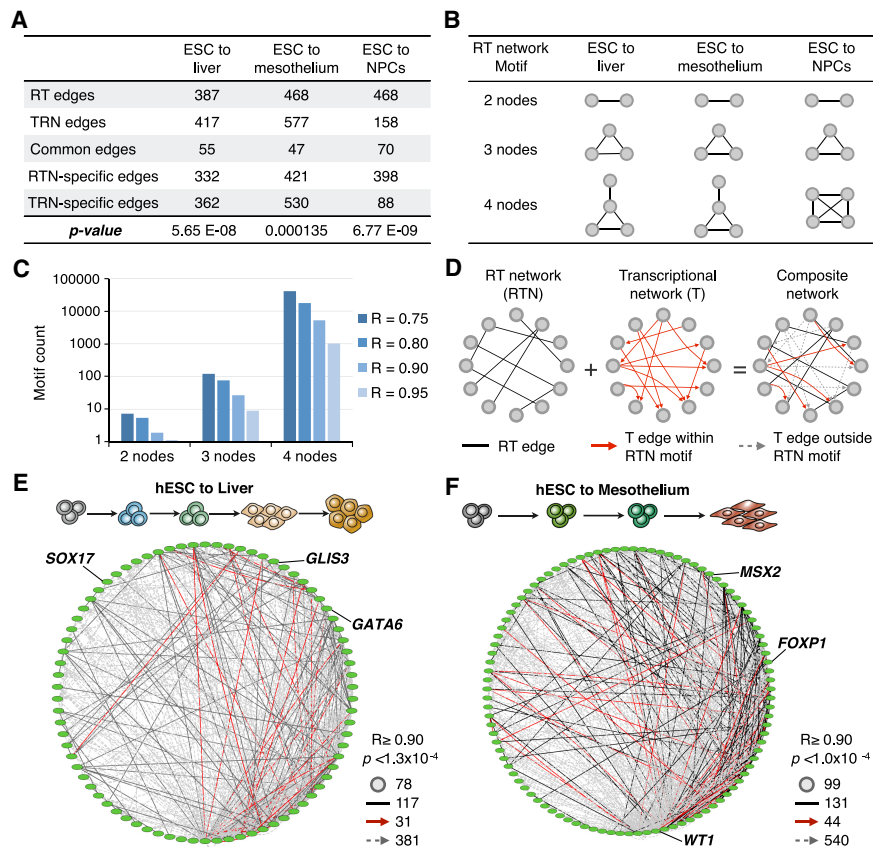 A
ESC to liver ESC to mesothelium ESC to NPCs
RT edges 387 468 468
TRN edges 417 577 158
Common edges 55 47 70
RTN-specific edges 332 421 398
TRN-specific edges 362 530 88
p-value 5.65 E-08 0.000135 6.77 E-09
B
RT network Motif ESC to liver ESC to mesothelium ESC to NPCs
2 nodes
3 nodes
4 nodes
C
Motif count
100000
10000
1000
100
10
1
2 nodes 3 nodes 4 nodes
R = 0.75
R = 0.80
R = 0.90
R = 0.95
D
RT network (RTN) Transcriptional network (T) Composite network
+ =
RT edge T edge within RTN motif T edge outside RTN motif
E
hESC to Liver
SOX17
GLIS3
GATA6
R≥ 0.90
p <1.3x10⁻⁴
78
117
31
381
F
hESC to Mesothelium
MSX2
FOXP1
WT1
R≥ 0.90
p <1.0x10⁻⁴
99
131
44
540